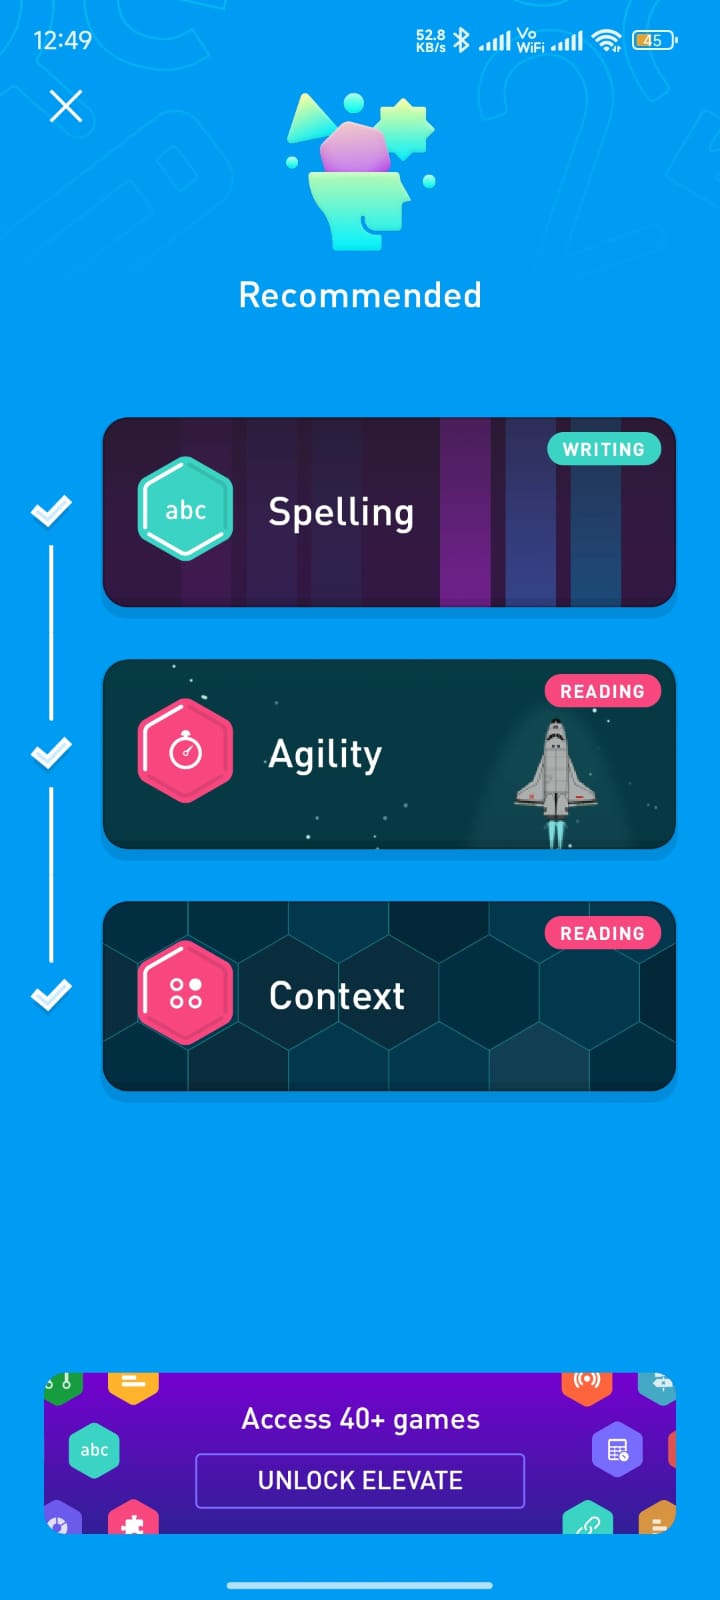 12:49
52.8 KB/s
Vo WiFi
45
Recommended
WRITING
abc
Spelling
READING
Agility
READING
Context
Access 40+ games
abc
UNLOCK ELEVATE